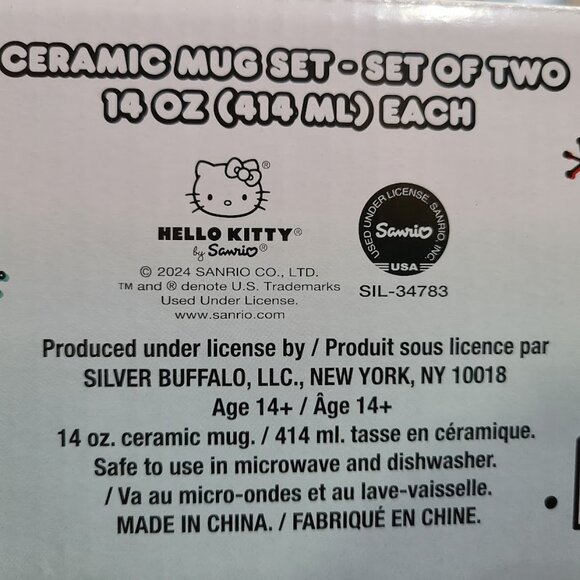 CERAMIC MUG SET - SET OF TWO
14 OZ (414 ML) EACH
®
HELLO KITTY®
by Sanrio®
© 2024 SANRIO CO., LTD.
TM and ® denote U.S. Trademarks
Used Under License.
www.sanrio.com
USED UNDER LICENSE, SANRIO, INC.
Sanrio
USA
SIL-34783
Produced under license by / Produit sous licence par
SILVER BUFFALO, LLC., NEW YORK, NY 10018
Age 14+ / Âge 14+
14 oz. ceramic mug. / 414 ml. tasse en céramique.
Safe to use in microwave and dishwasher.
/ Va au micro-ondes et au lave-vaisselle.
MADE IN CHINA. / FABRIQUÉ EN CHINE.